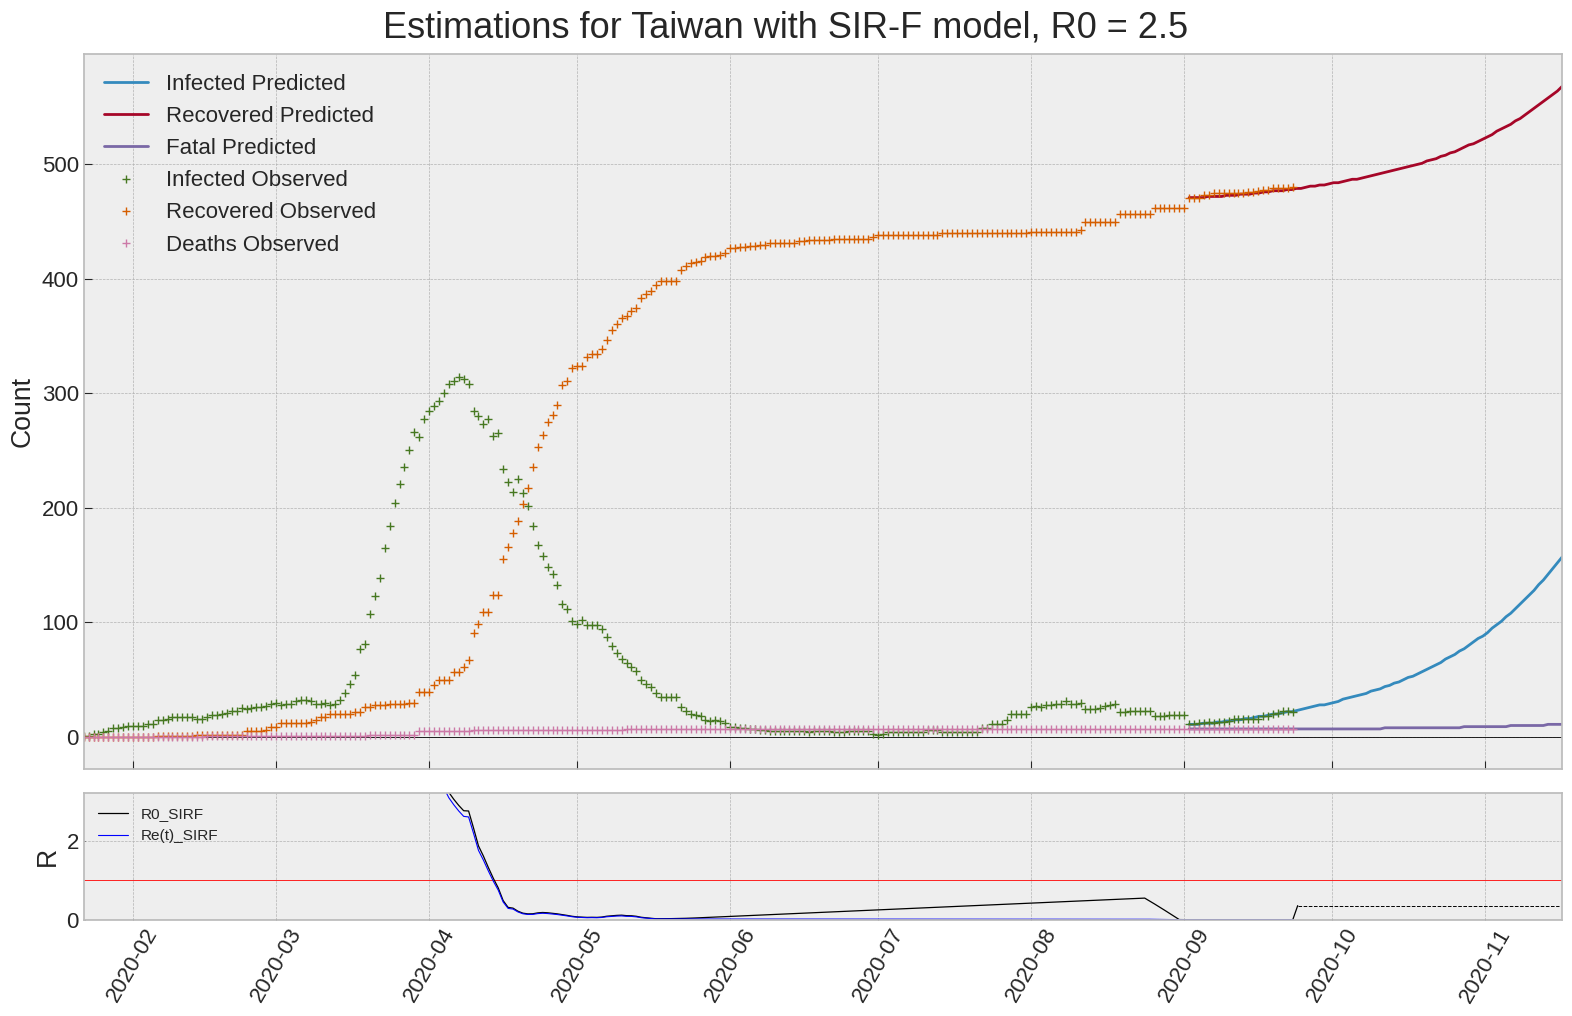 Estimations for Taiwan with SIR-F model, R0 = 2.5
Infected Predicted
Recovered Predicted
Fatal Predicted
Infected Observed
Recovered Observed
Deaths Observed
500
400
300
200
100
0
Count
R0_SIRF
Re(t)_SIRF
2
0
R
2020-02
2020-03
2020-04
2020-05
2020-06
2020-07
2020-08
2020-09
2020-10
2020-11